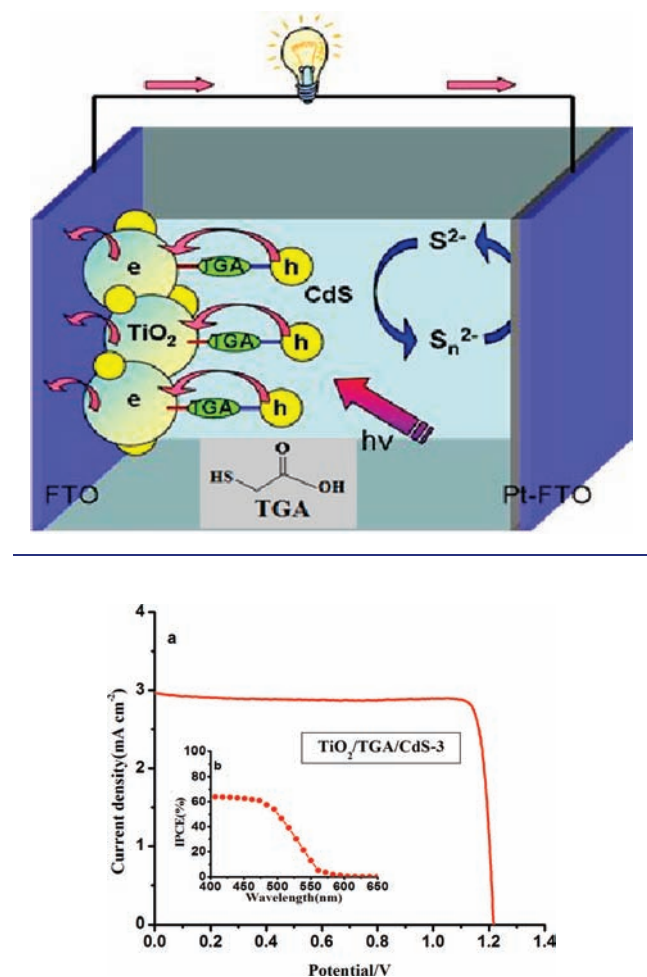 e
TGA
h
CdS
S²⁻
TiO₂
TGA
h
Sₙ²⁻
e
TGA
h
hν
FTO
HS
O
OH
TGA
Pt-FTO
4
a
3
Current density(mA cm⁻²)
TiO₂/TGA/CdS-3
2
100
b
80
60
IPCE(%)
40
20
0
400 450 500 550 600 650
Wavelength(nm)
1
0
0.0 0.2 0.4 0.6 0.8 1.0 1.2 1.4
Potential/V